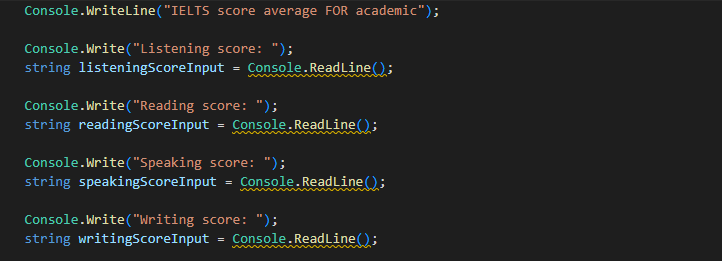 Console.WriteLine("IELTS score average FOR academic");
Console.Write("Listening score: ");
string listeningScoreInput = Console.ReadLine();
Console.Write("Reading score: ");
string readingScoreInput = Console.ReadLine();
Console.Write("Speaking score: ");
string speakingScoreInput = Console.ReadLine();
Console.Write("Writing score: ");
string writingScoreInput = Console.ReadLine();